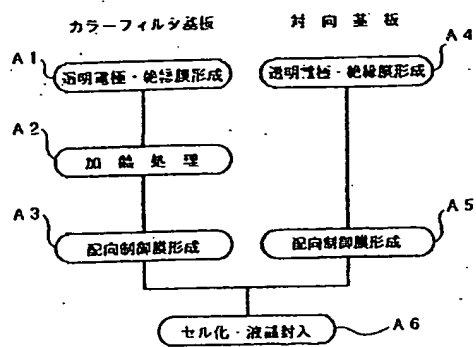 カラーフィルタ基板
対向基板
A1
透明電極・絶縁膜形成
A4
透明電極・絶縁膜形成
A2
加熱処理
A3
配向制御膜形成
A5
配向制御膜形成
セル化・液晶封入
A6